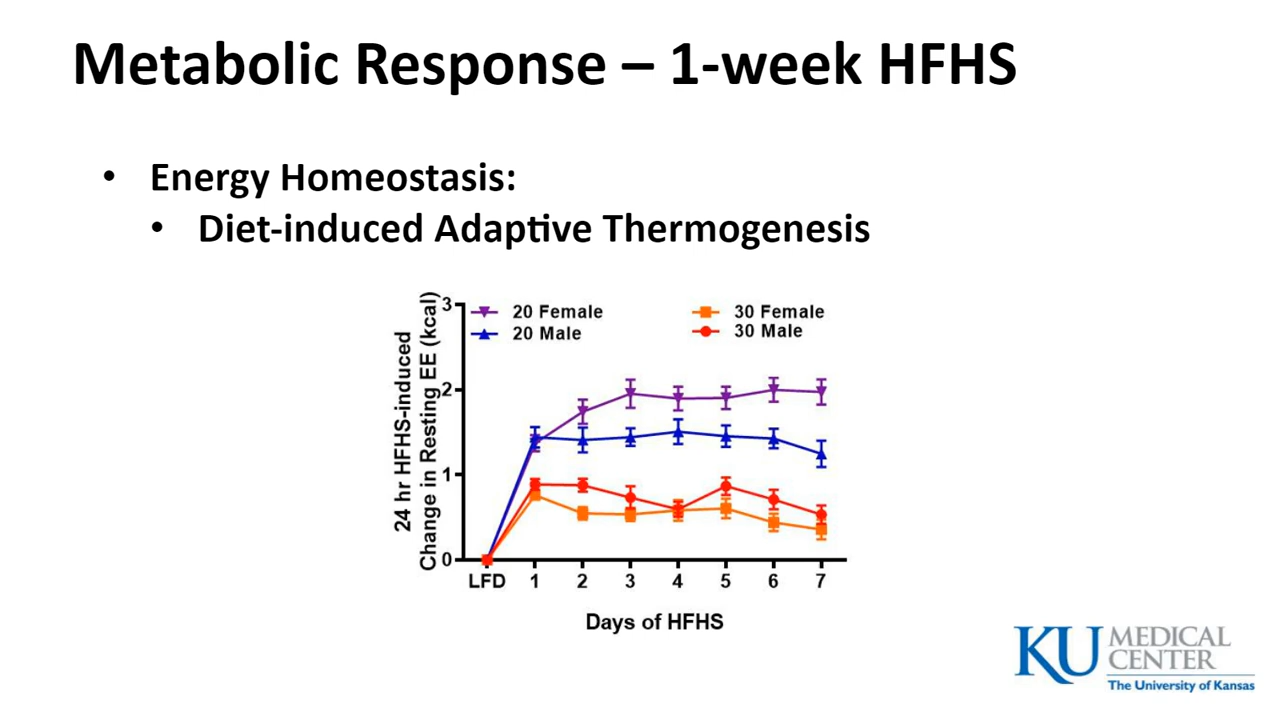 Metabolic Response – 1-week HFHS
• Energy Homeostasis:
• Diet-induced Adaptive Thermogenesis
24 hr HFHS-induced
Change in Resting EE (kcal)
3
2
1
0
20 Female
20 Male
30 Female
30 Male
LFD 1 2 3 4 5 6 7
Days of HFHS
KU MEDICAL
CENTER
The University of Kansas